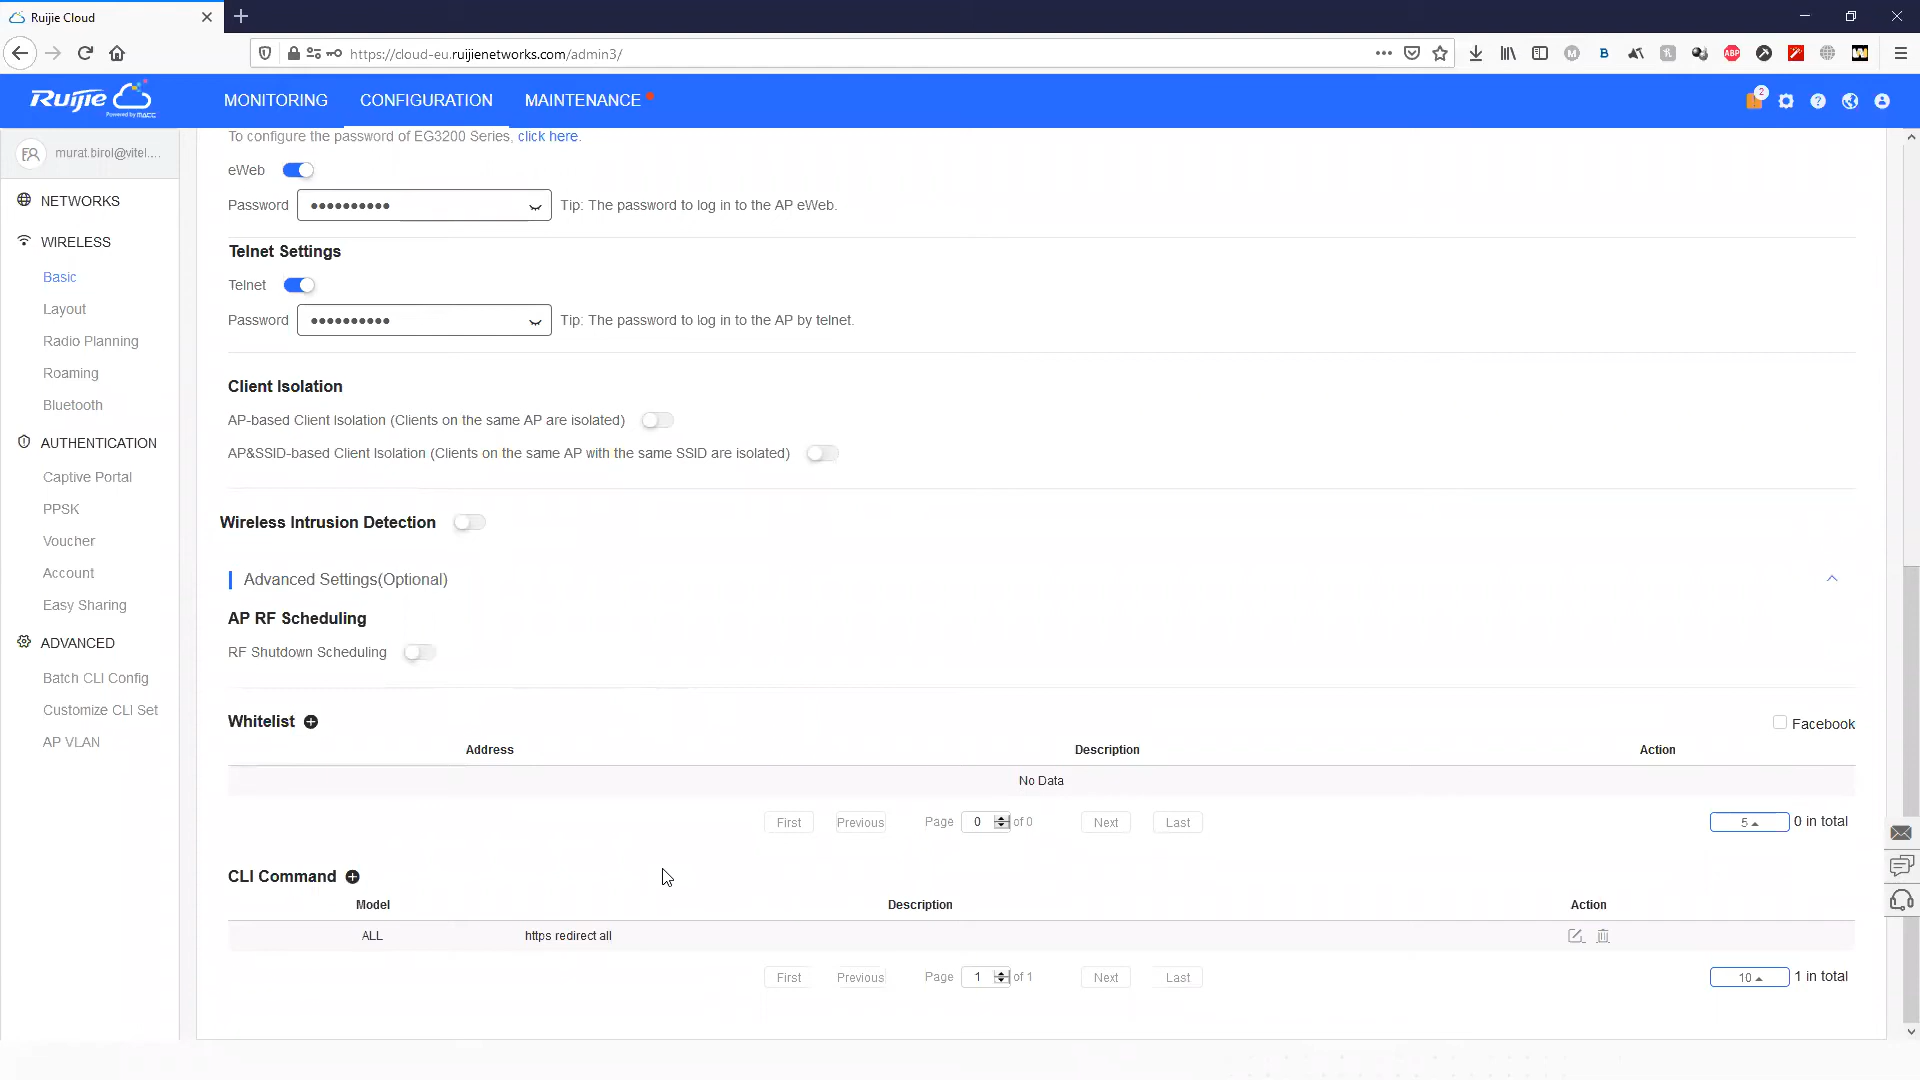 Ruijie Cloud
https://cloud-eu.ruijienetworks.com/admin3/
Ruijie
Powered by MACC
MONITORING
CONFIGURATION
MAINTENANCE
2
murat.birol@vitel....
NETWORKS
WIRELESS
Basic
Layout
Radio Planning
Roaming
Bluetooth
AUTHENTICATION
Captive Portal
PPSK
Voucher
Account
Easy Sharing
ADVANCED
Batch CLI Config
Customize CLI Set
AP VLAN
To configure the password of EG3200 Series, click here.
eWeb
Password •••••••••• Tip: The password to log in to the AP eWeb.
Telnet Settings
Telnet
Password •••••••••• Tip: The password to log in to the AP by telnet.
Client Isolation
AP-based Client Isolation (Clients on the same AP are isolated)
AP&SSID-based Client Isolation (Clients on the same AP with the same SSID are isolated)
Wireless Intrusion Detection
Advanced Settings(Optional)
AP RF Scheduling
RF Shutdown Scheduling
Whitelist
Facebook
Address Description Action
No Data
First Previous Page 0 of 0 Next Last 5 0 in total
CLI Command
Model Description Action
ALL https redirect all
First Previous Page 1 of 1 Next Last 10 1 in total